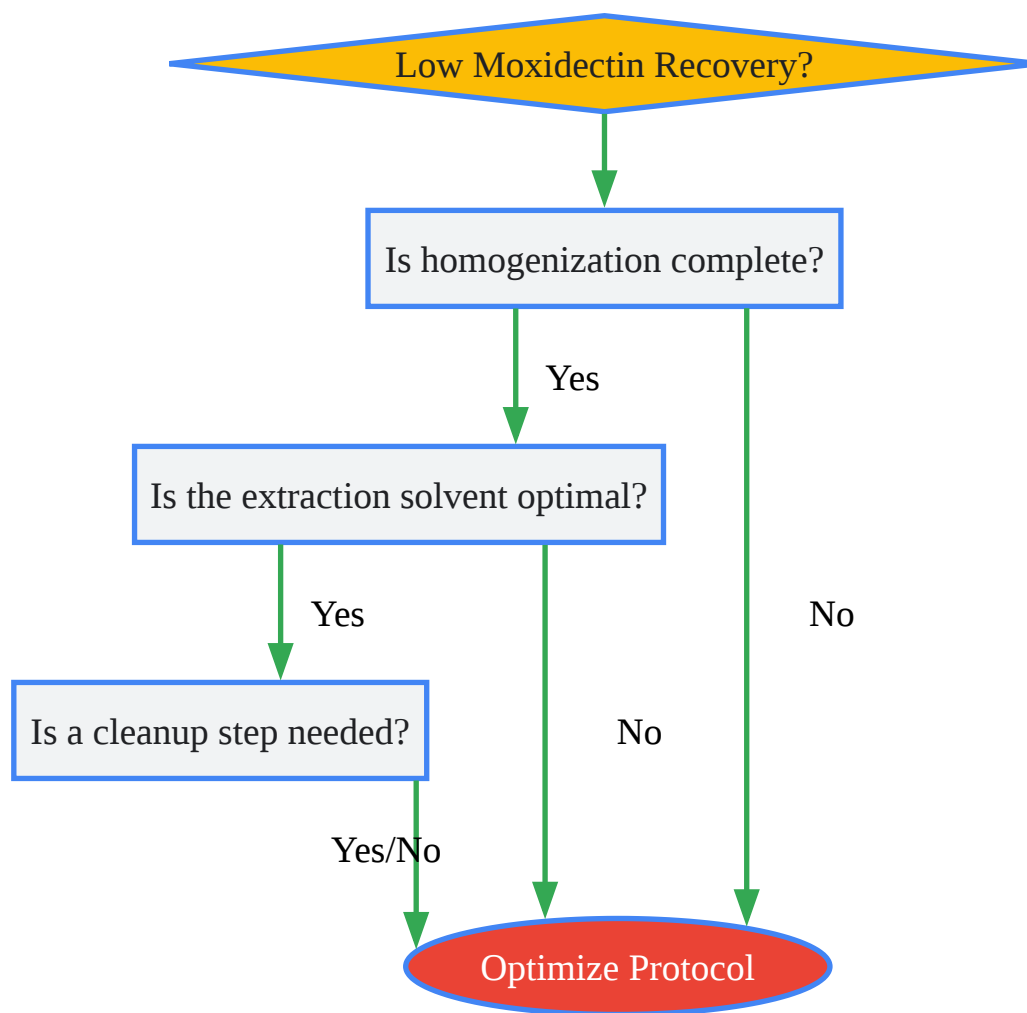 Low Moxidectin Recovery?
Is homogenization complete?
Yes
Is the extraction solvent optimal?
Yes
No
Is a cleanup step needed?
No
Yes/No
Optimize Protocol